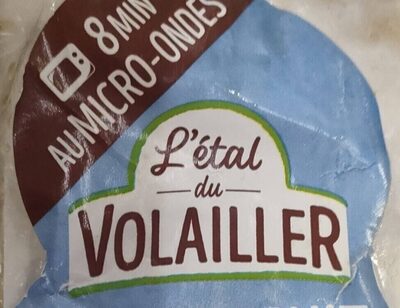 8 MIN
AU MICRO-ONDES
L'étal
du
VOLAILLER